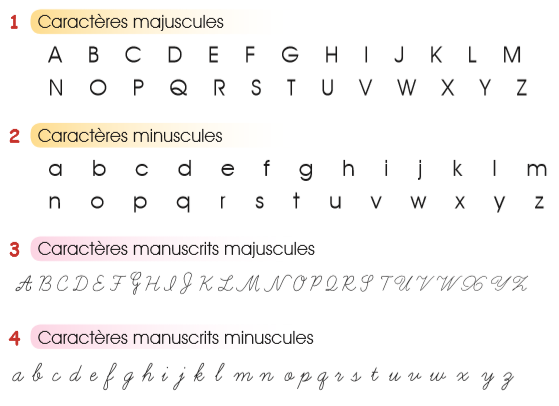 1 Caractères majuscules
A B C D E F G H I J K L M
N O P Q R S T U V W X Y Z
2 Caractères minuscules
a b c d e f g h i j k l m
n o p q r s t u v w x y z
3 Caractères manuscrits majuscules
A B C D E F G H I J K L M N O P Q R S T U V W X Y Z
4 Caractères manuscrits minuscules
a b c d e f g h i j k l m n o p q r s t u v w x y z